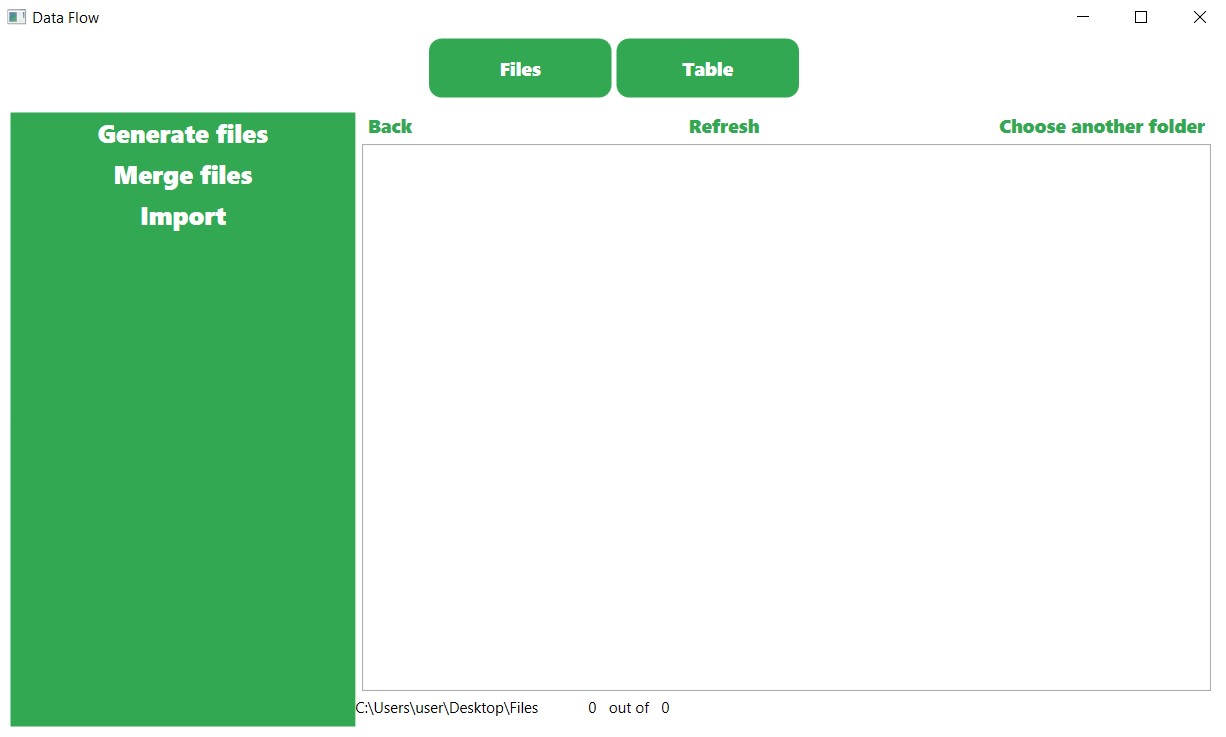 Data Flow
Files Table
Back Refresh Choose another folder
Generate files
Merge files
Import
C:\Users\user\Desktop\Files 0 out of 0